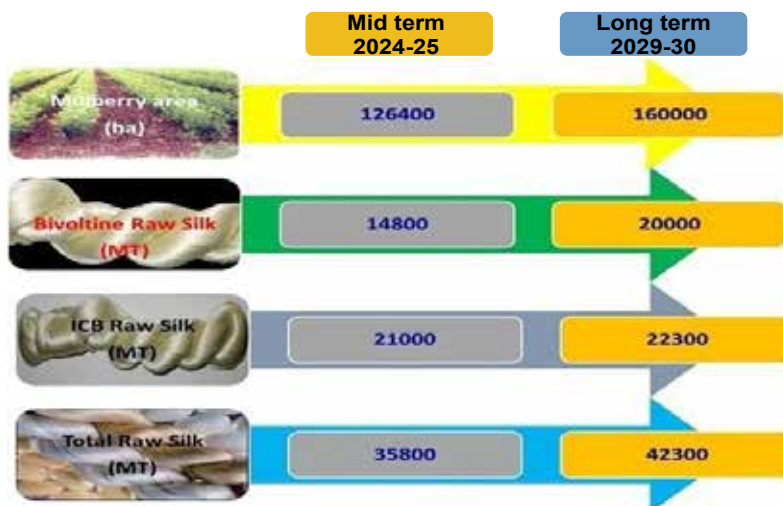 Mid term
2024-25
Long term
2029-30
Mulberry area
(ha)
126400
160000
Bivoltine Raw Silk
(MT)
14800
20000
ICB Raw Silk
(MT)
21000
22300
Total Raw Silk
(MT)
35800
42300